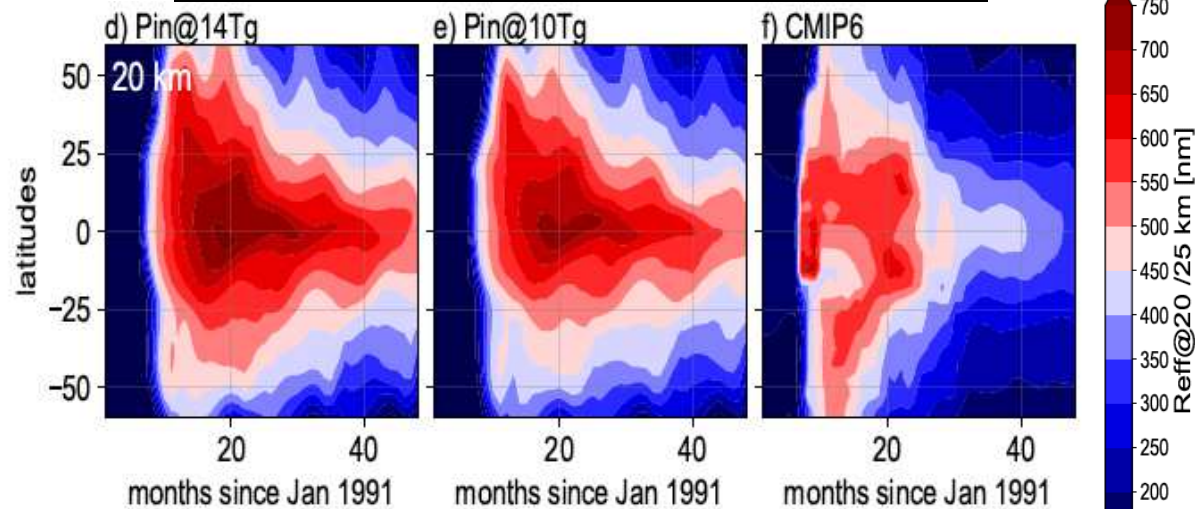 d) Pin@14Tg e) Pin@10Tg f) CMIP6
20 km
50
25
0
−25
−50
latitudes
20 40 20 40 20 40
months since Jan 1991 months since Jan 1991 months since Jan 1991
750
700
650
600
550
500
450
400
350
300
250
200
Reff@20 /25 km [nm]